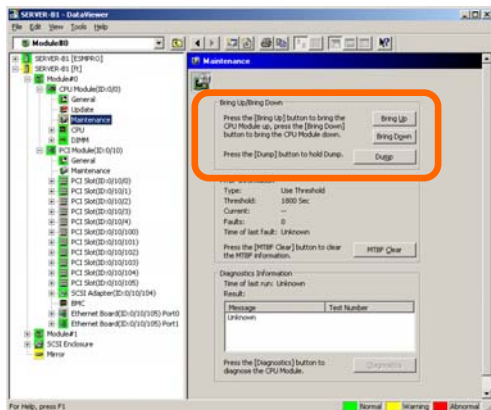 SERVER-B1 - DataViewer
File Edit View Tools Help
Module#0
SERVER-B1 [ESMPRO]
SERVER-B1 [ft]
Module#0
CPU Module(ID:0/0)
General
Update
Maintenance
CPU
DIMM
PCI Module(ID:0/10)
General
Maintenance
PCI Slot(ID:0/10/0)
PCI Slot(ID:0/10/1)
PCI Slot(ID:0/10/2)
PCI Slot(ID:0/10/3)
PCI Slot(ID:0/10/4)
PCI Slot(ID:0/10/100)
PCI Slot(ID:0/10/101)
PCI Slot(ID:0/10/102)
PCI Slot(ID:0/10/103)
PCI Slot(ID:0/10/104)
PCI Slot(ID:0/10/105)
SCSI Adapter(ID:0/10/104)
BMC
Ethernet Board(ID:0/10/105) Port0
Ethernet Board(ID:0/10/105) Port1
Module#1
SCSI Enclosure
Mirror
Maintenance
Bring Up/Bring Down
Press the [Bring Up] button to bring the
CPU Module up, press the [Bring Down]
button to bring the CPU Module down.
Bring Up
Bring Down
Press the [Dump] button to hold Dump.
Dump
MTBF Information
Type: Use Threshold
Threshold: 1800 Sec
Current: --
Faults: 0
Time of last fault: Unknown
Press the [MTBF Clear] button to clear
the MTBF information.
MTBF Clear
Diagnostics Information
Time of last run: Unknown
Result:
Message Test Number
Unknown
Press the [Diagnostics] button to
diagnose the CPU Module.
Diagnostics
For Help, press F1
Normal Warning Abnormal